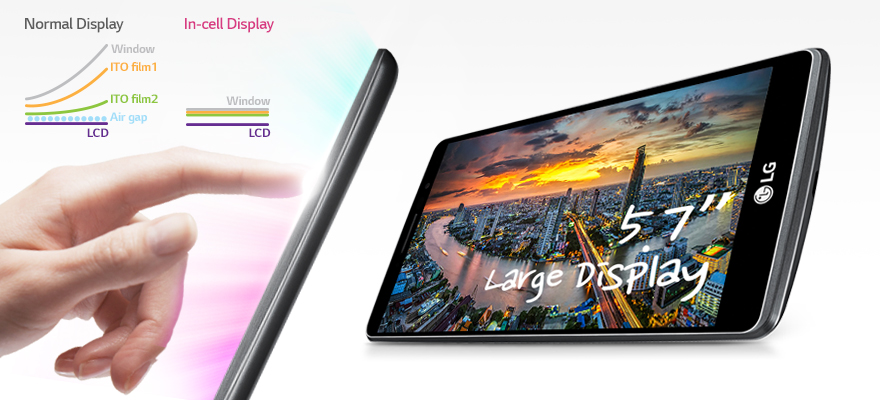 Normal Display
Window
ITO film1
ITO film2
Air gap
LCD
In-cell Display
Window
LCD
LG
5.7"
Large Display